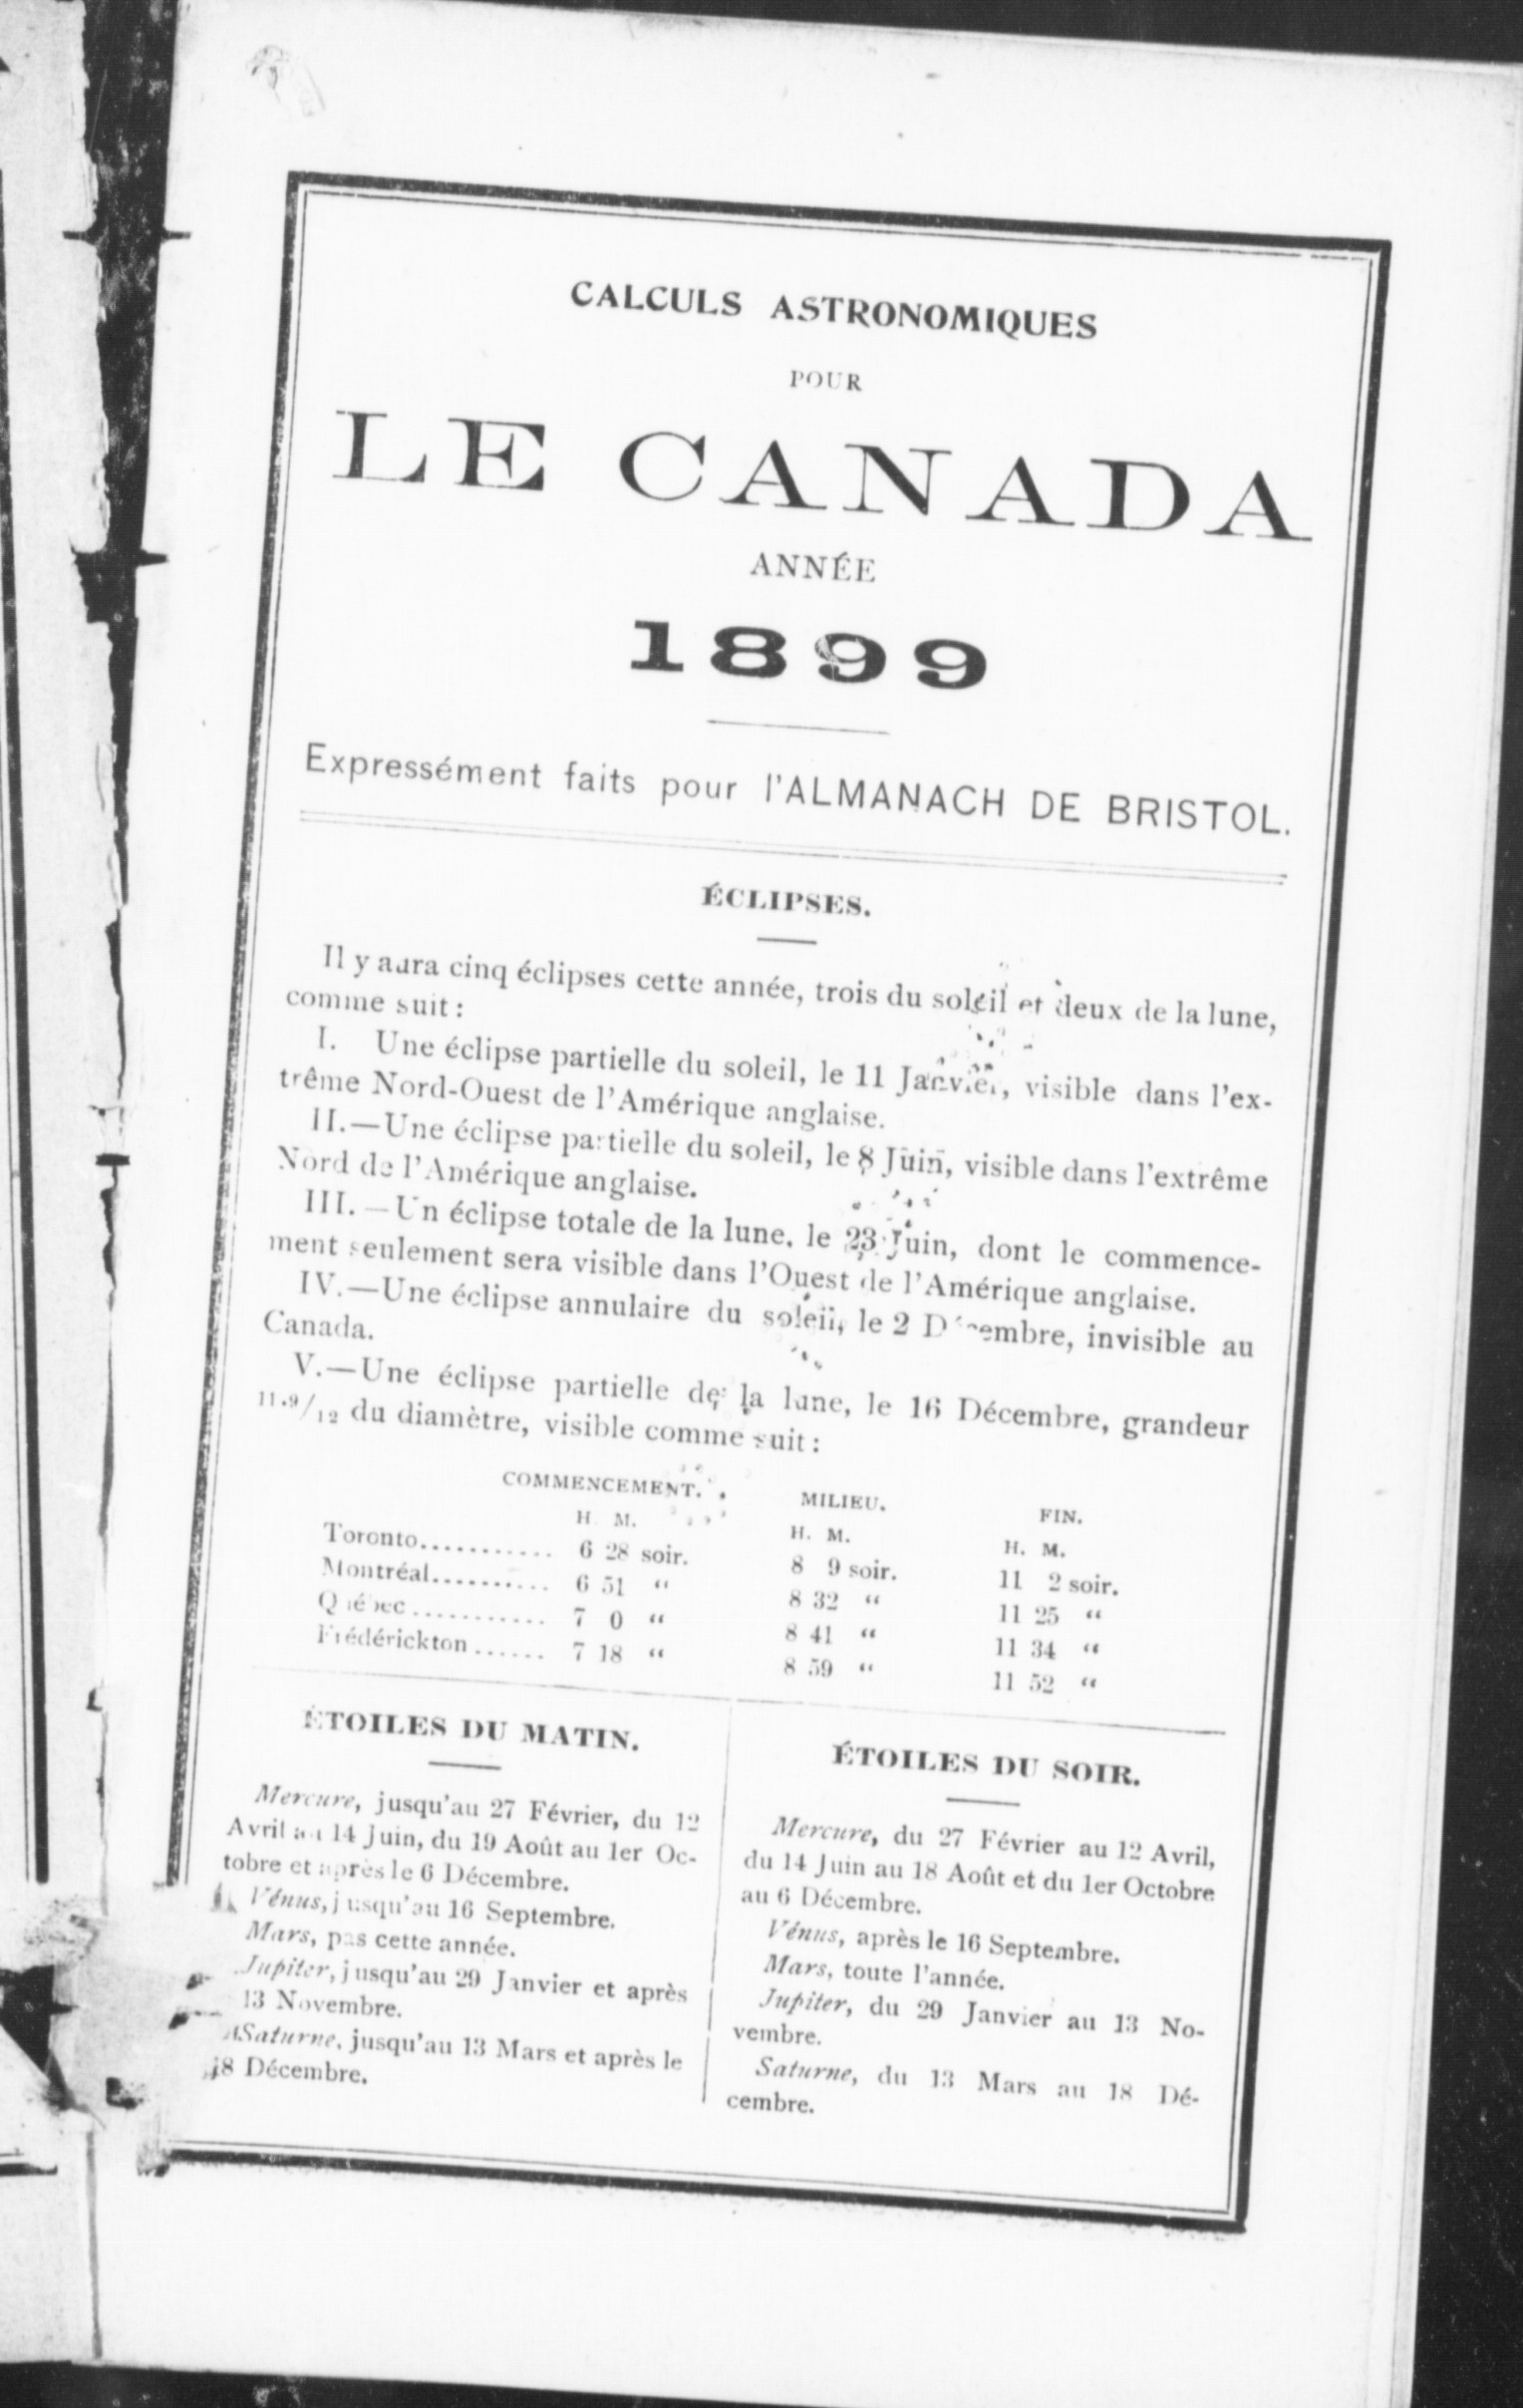 CALCULS ASTRONOMIQUES
POUR
LE CANADA
ANNÉE
1899
Expressément faits pour l'ALMANACH DE BRISTOL.
ÉCLIPSES.
Il y aura cinq éclipses cette année, trois du soleil et deux de la lune,
comme suit :
I. Une éclipse partielle du soleil, le 11 Janvier, visible dans l'ex-
trême Nord-Ouest de l'Amérique anglaise.
II.—Une éclipse partielle du soleil, le 8 Juin, visible dans l'extrême
Nord de l'Amérique anglaise.
III.—Un éclipse totale de la lune, le 23 Juin, dont le commence-
ment seulement sera visible dans l'Ouest de l'Amérique anglaise.
IV.—Une éclipse annulaire du soleil, le 2 Décembre, invisible au
Canada.
V.—Une éclipse partielle de la lune, le 16 Décembre, grandeur
11.9/12 du diamètre, visible comme suit :
COMMENCEMENT. MILIEU. FIN.
H. M. H. M. H. M.
Toronto............ 6 28 soir. 8 9 soir. 11 2 soir.
Montréal.......... 6 51 “ 8 32 “ 11 25 “
Québec............ 7 0 “ 8 41 “ 11 34 “
Frédérickton...... 7 18 “ 8 59 “ 11 52 “
ÉTOILES DU MATIN.
Mercure, jusqu'au 27 Février, du 12
Avril au 14 Juin, du 19 Août au 1er Oc-
tobre et après le 6 Décembre.
Vénus, jusqu'au 16 Septembre.
Mars, pas cette année.
Jupiter, jusqu'au 29 Janvier et après
13 Novembre.
Saturne, jusqu'au 13 Mars et après le
18 Décembre.
ÉTOILES DU SOIR.
Mercure, du 27 Février au 12 Avril,
du 14 Juin au 18 Août et du 1er Octobre
au 6 Décembre.
Vénus, après le 16 Septembre.
Mars, toute l'année.
Jupiter, du 29 Janvier au 13 No-
vembre.
Saturne, du 13 Mars au 18 Dé-
cembre.